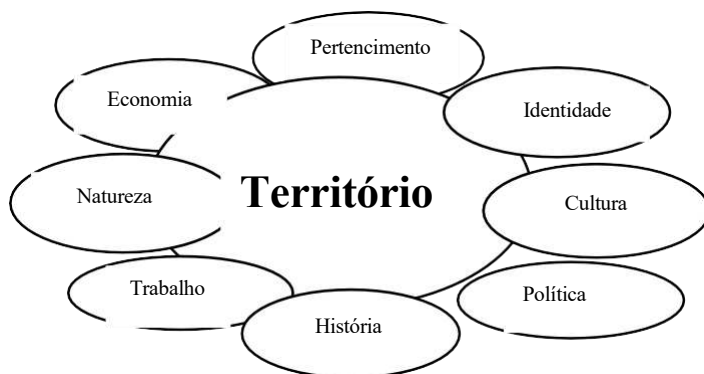 Pertencimento
Economia
Identidade
Natureza
Território
Cultura
Trabalho
Política
História